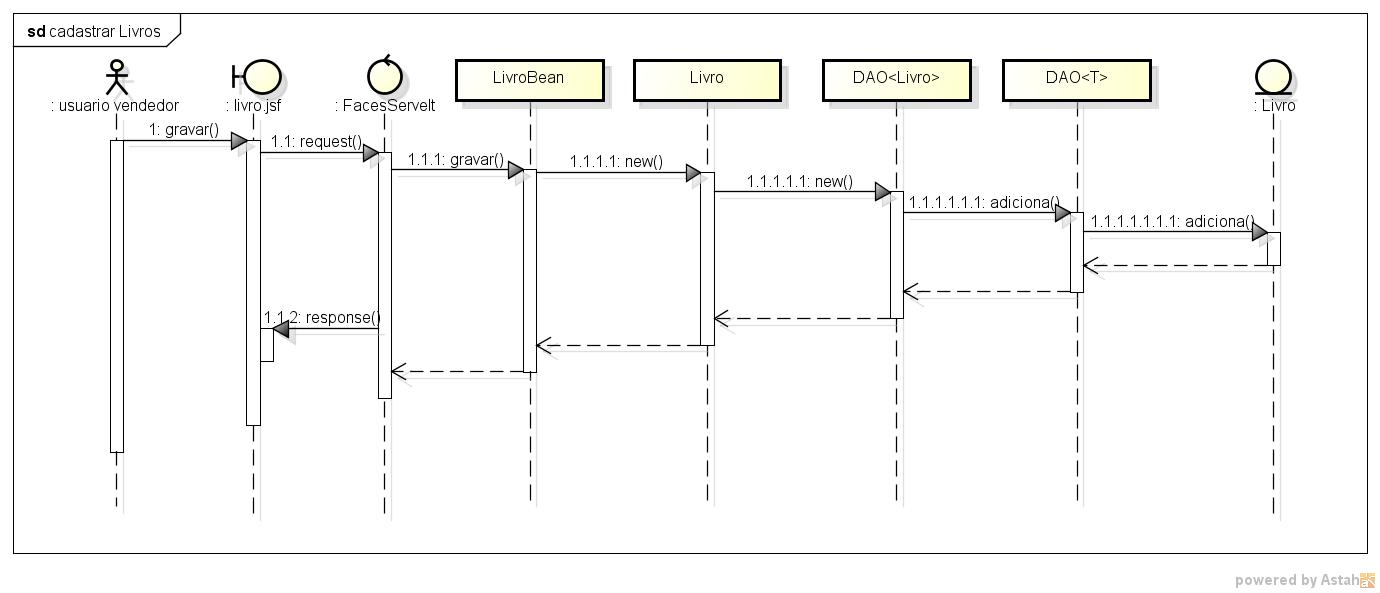 sd cadastrar Livros
LivroBean
Livro
DAO<Livro>
DAO<T>
: usuario vendedor
: livro.jsf
: FacesServelt
: Livro
1: gravar()
1.1: request()
1.1.1: gravar()
1.1.1.1: new()
1.1.1.1.1: new()
1.1.1.1.1.1: adiciona()
1.1.1.1.1.1.1: adiciona()
1.1.2: response()
powered by Astah